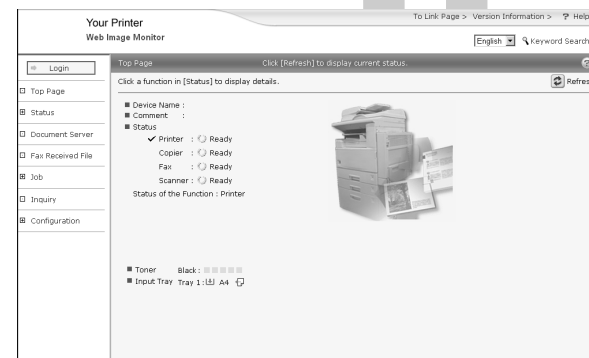 To Link Page > Version Information > ? Help
Your Printer
Web Image Monitor
English Keyword Search
Login
Top Page Click [Refresh] to display current status. ?
Click a function in [Status] to display details. Refres
Top Page
Status
Document Server
Fax Received File
Job
Inquiry
Configuration
Device Name :
Comment :
Status
Printer : Ready
Copier : Ready
Fax : Ready
Scanner : Ready
Status of the Function : Printer
Toner Black :
Input Tray Tray 1 : A4